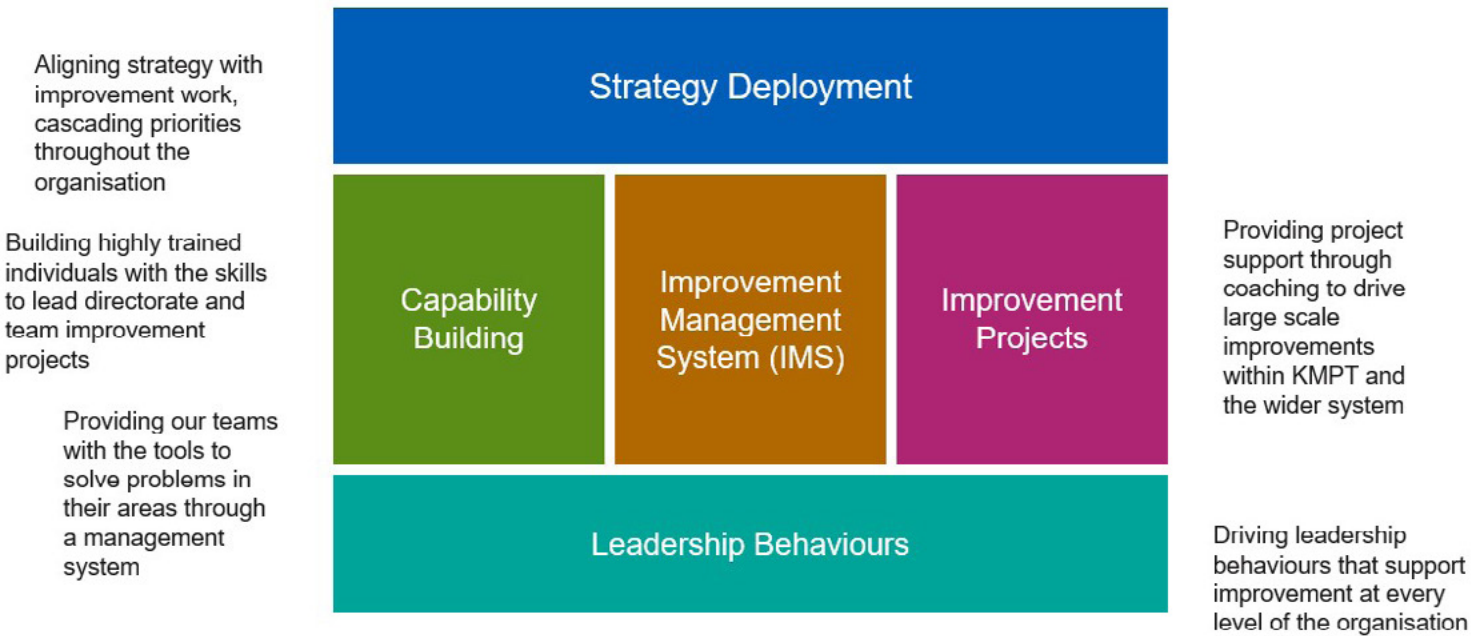 Strategy Deployment
Aligning strategy with
improvement work,
cascading priorities
throughout the
organisation
Building highly trained
individuals with the skills
to lead directorate and
team improvement
projects
Providing our teams
with the tools to
solve problems in
their areas through
a management
system
Capability
Building
Improvement
Management
System (IMS)
Improvement
Projects
Providing project
support through
coaching to drive
large scale
improvements
within KMPT and
the wider system
Leadership Behaviours
Driving leadership
behaviours that support
improvement at every
level of the organisation